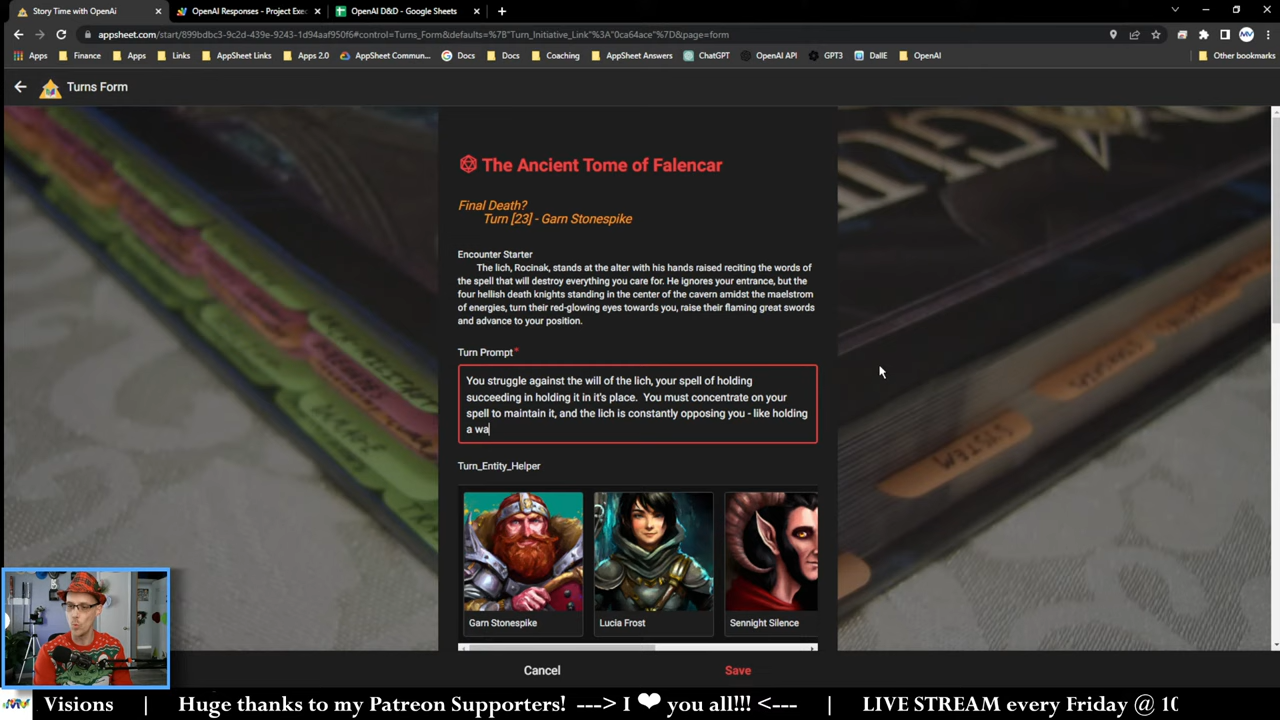 Story Time with OpenAi
OpenAI Responses - Project Exec
OpenAI D&D - Google Sheets
appsheet.com/start/899bdbc3-9c2d-439e-9243-1d94aaf950f6#control=Turns_Form&defaults=%7B"Turn_Initiative_Link"%3A"0ca64ace"%7D&page=form
Apps
Finance
Apps
Links
AppSheet Links
Apps 2.0
AppSheet Commun...
Docs
Docs
Coaching
AppSheet Answers
ChatGPT
OpenAI API
GPT3
DallE
OpenAI
Other bookmarks
Turns Form
The Ancient Tome of Falencar
Final Death?
Turn [23] - Garn Stonespike
Encounter Starter
The lich, Rocinak, stands at the alter with his hands raised reciting the words of
the spell that will destroy everything you care for. He ignores your entrance, but the
four hellish death knights standing in the center of the cavern amidst the maelstrom
of energies, turn their red-glowing eyes towards you, raise their flaming great swords
and advance to your position.
Turn Prompt*
You struggle against the will of the lich, your spell of holding
succeeding in holding it in it's place. You must concentrate on your
spell to maintain it, and the lich is constantly opposing you - like holding
a wa
Turn_Entity_Helper
Garn Stonespike
Lucia Frost
Sennight Silence
Cancel
Save
SYSTEM
Visions | Huge thanks to my Patreon Supporters! ---> I ❤ you all!!! <--- | LIVE STREAM every Friday @ 10